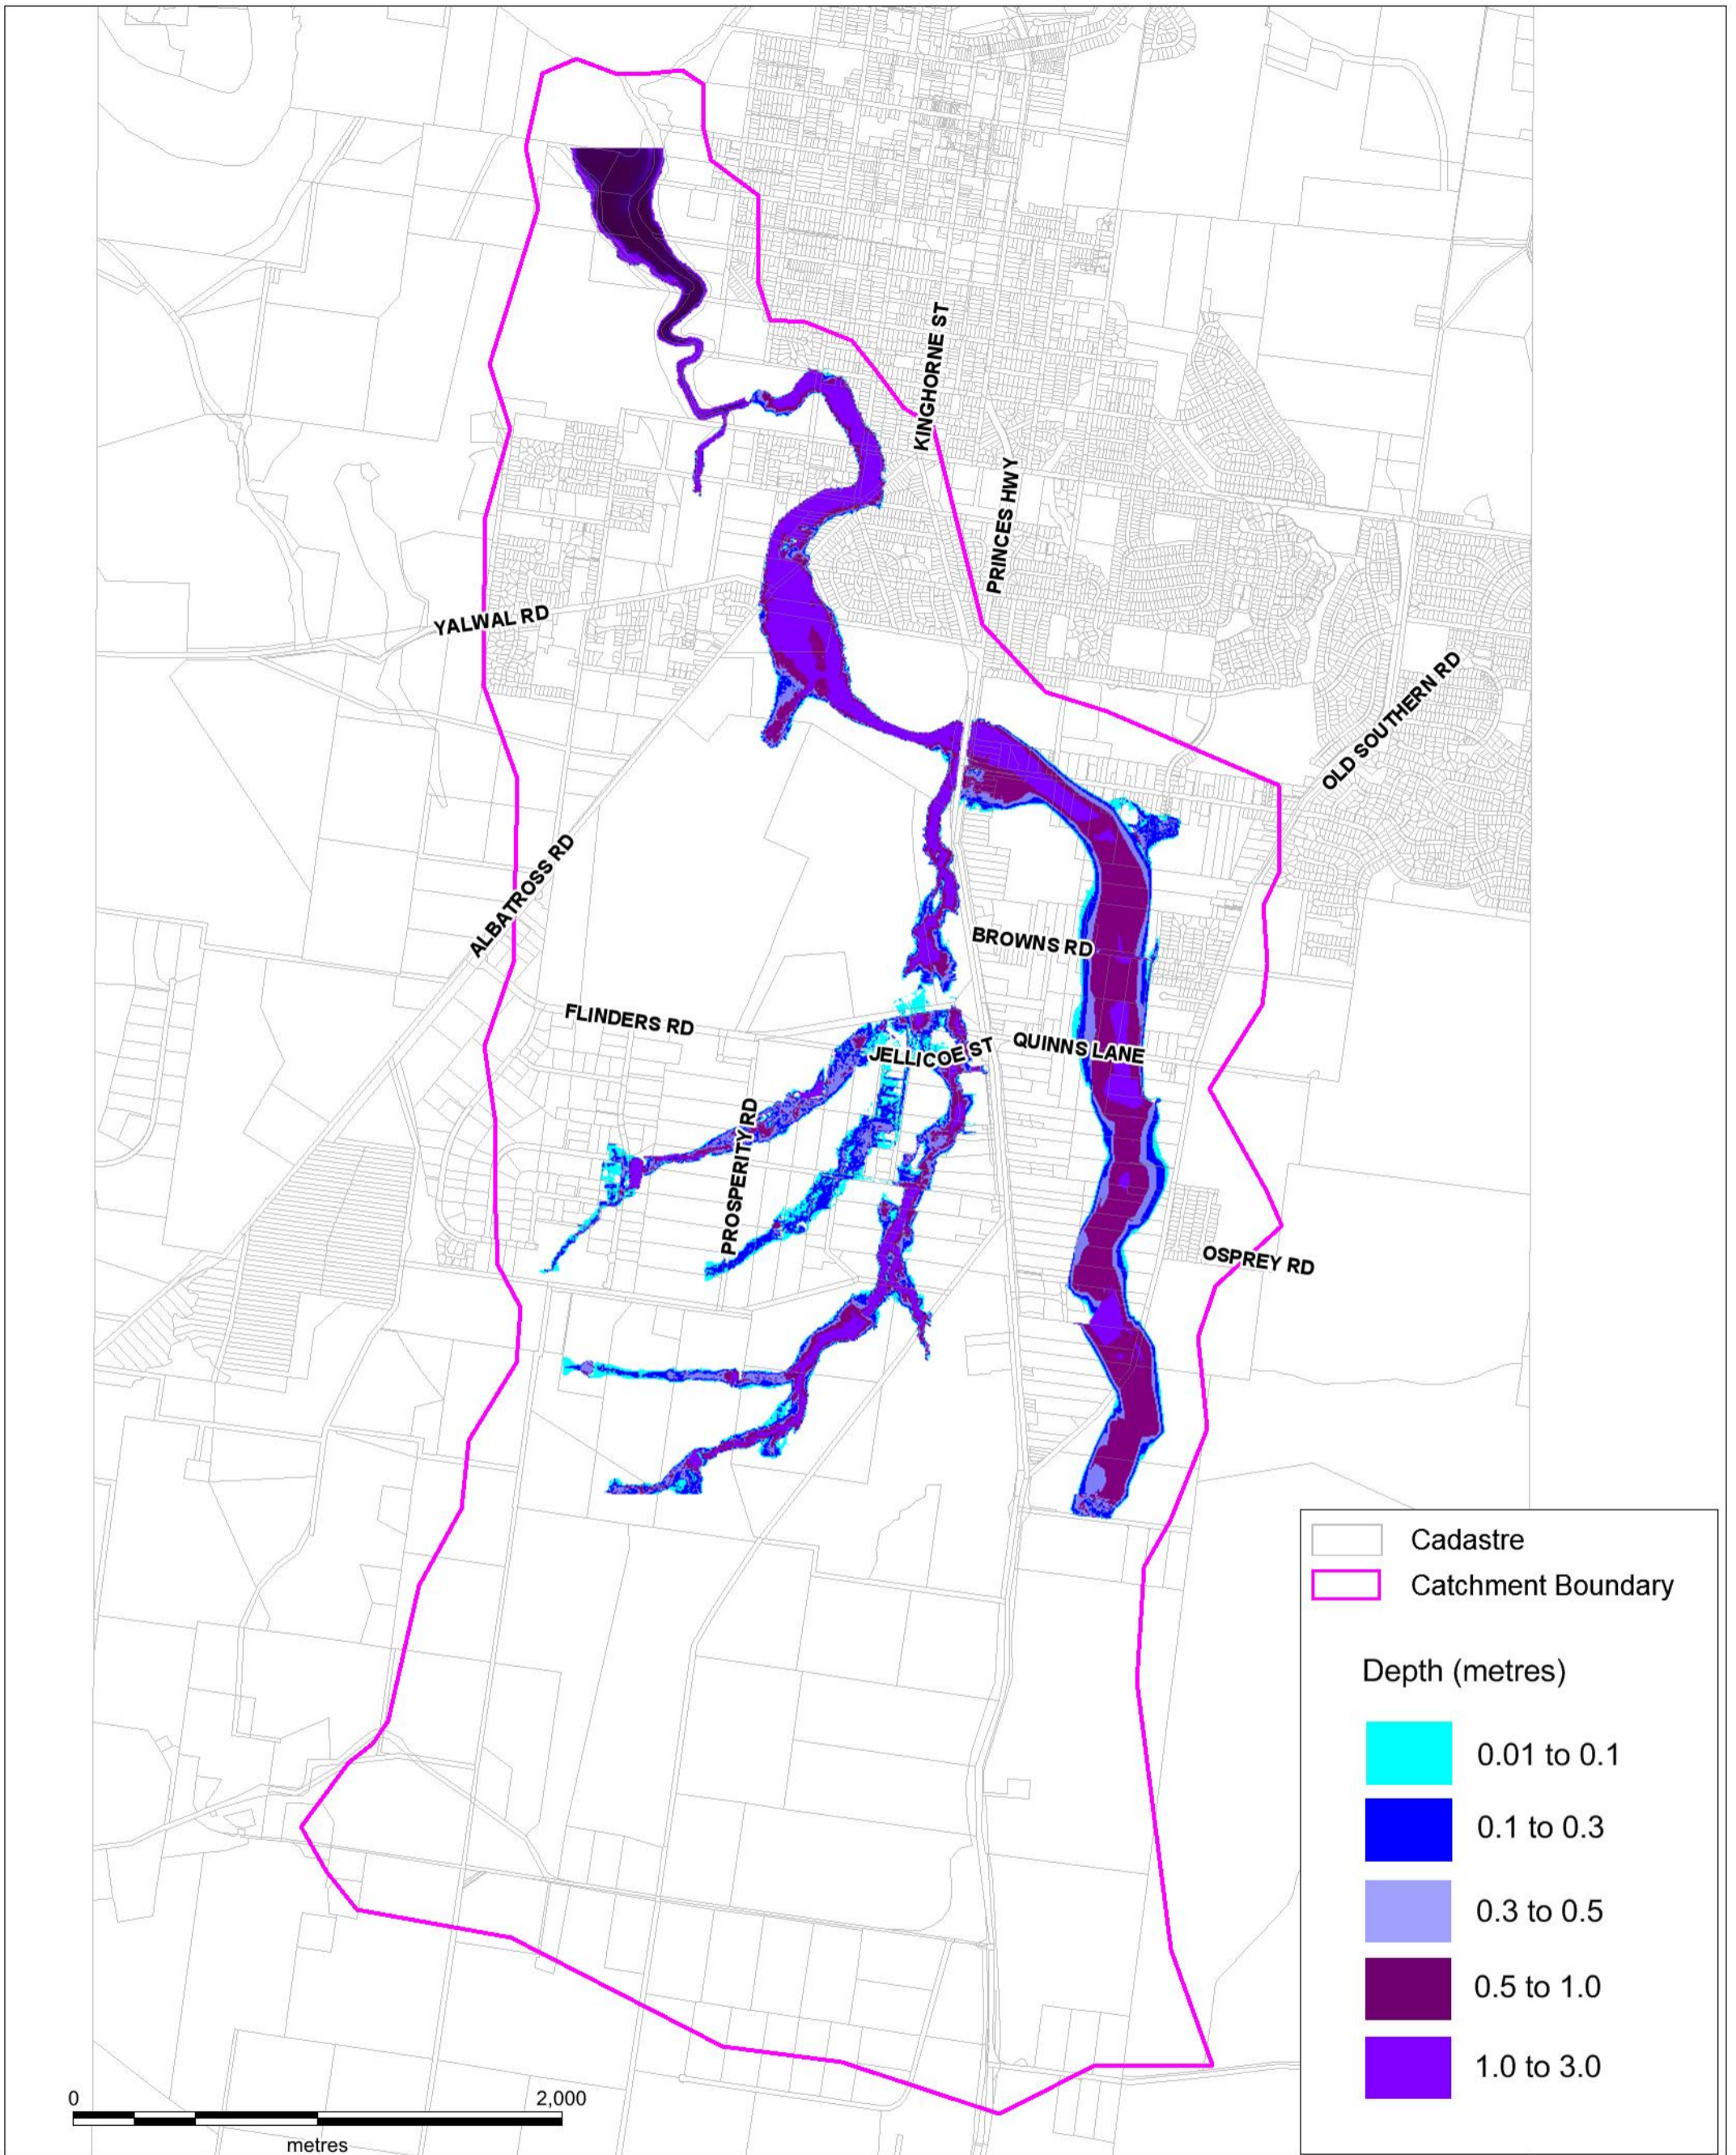 KINGHORNE ST
PRINCES HWY
YALWAL RD
OLD SOUTHERN RD
ALBATROSS RD
BROWNS RD
FLINDERS RD
QUINNS LANE
JELLICOE ST
PROSPERITY RD
OSPREY RD
Cadastre
Catchment Boundary
Depth (metres)
0.01 to 0.1
0.1 to 0.3
0.3 to 0.5
0.5 to 1.0
1.0 to 3.0
0 2,000
metres